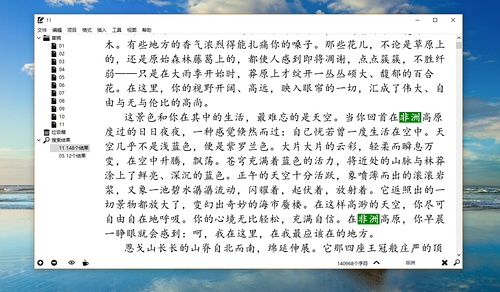 11
文件 编辑 项目 格式 插入 工具 视图 帮助
草稿
01
02
03
04
05
06
07
08
09
10
11
垃圾桶
搜索结果
11 148个结果
05 12个结果
木。有些地方的香气浓烈得能扎痛你的嗓子。那些花儿，不论是草原上
的，还是原始森林藤葛上的，都使人感到即将凋谢，点点簇簇，不胜纤
弱——只是在大雨季开始时，莽原上才绽开一丛丛硕大、馥郁的百合
花。在这里，你的视野开阔、高远，映入眼帘的一切，汇成了伟大、自
由与无与伦比的高尚。
这景色和你在其中的生活，最难忘的是天空。当你回首在非洲高原
度过的日日夜夜，一种感觉倏然而过：自己恍若曾一度生活在空中。天
空几乎不是浅蓝色，便是紫罗兰色。大片大片的云彩，轻柔而瞬息万
变，在空中升腾，飘荡。苍穹充满着蓝色的活力，将近处的山脉与林莽
涂上了鲜亮、深沉的蓝色。正午的天空十分活跃，象喷薄而出的滚滚岩
浆，又象一池碧水潺潺流动，闪耀着，起伏着，放射着。它返照出的一
切景物都放大了，变幻出奇妙的海市蜃楼。在这样高渺的天空，你尽可
自由自在地呼吸。你的心境无比轻松，充满自信。在非洲高原，你早晨
一睁眼就会感到：呵，我在这里，在我最应该在的地方。
恩戈山长长的山脊自北而南，绵延伸展。它那四座王冠般庄严的顶
140968个字符
非洲